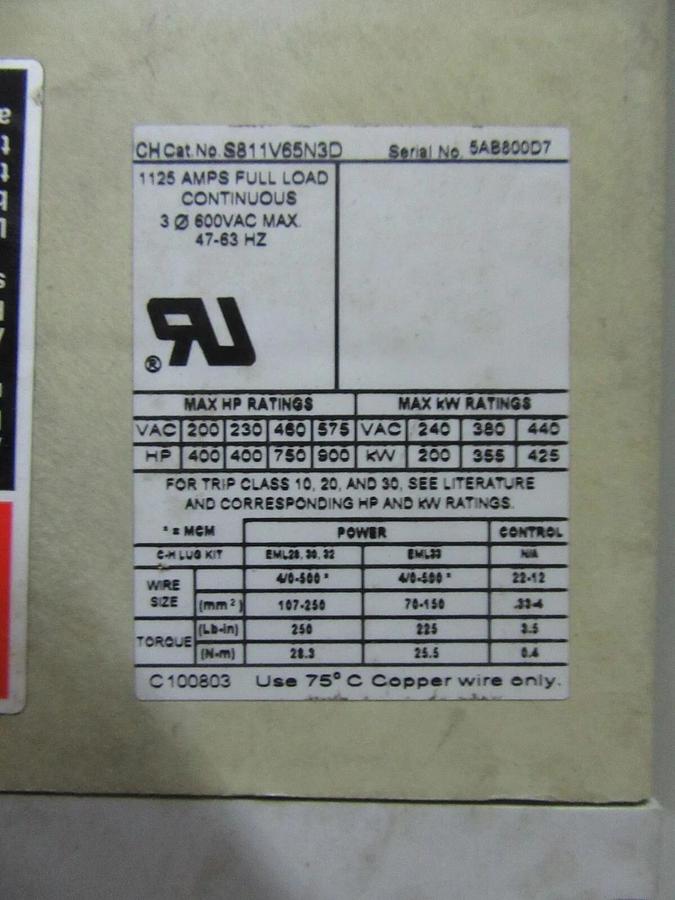 CH Cat. No. S811V65N3D Serial No. 5AB800D7
1125 AMPS FULL LOAD
CONTINUOUS
3 Ø 600VAC MAX.
47-63 HZ
®
MAX HP RATINGS MAX kW RATINGS
VAC 200 230 460 575 VAC 240 380 440
HP 400 400 750 900 kW 200 355 425
FOR TRIP CLASS 10, 20, AND 30, SEE LITERATURE
AND CORRESPONDING HP AND kW RATINGS.
* = MCM POWER CONTROL
C-H LUG KIT EML28, 30, 32 EML33 N/A
WIRE SIZE 4/0-500 * 4/0-500 * 22-12
(mm²) 107-250 70-150 .33-4
TORQUE (Lb-in) 250 225 3.5
(N-m) 28.3 25.5 0.4
C100803 Use 75° C Copper wire only.